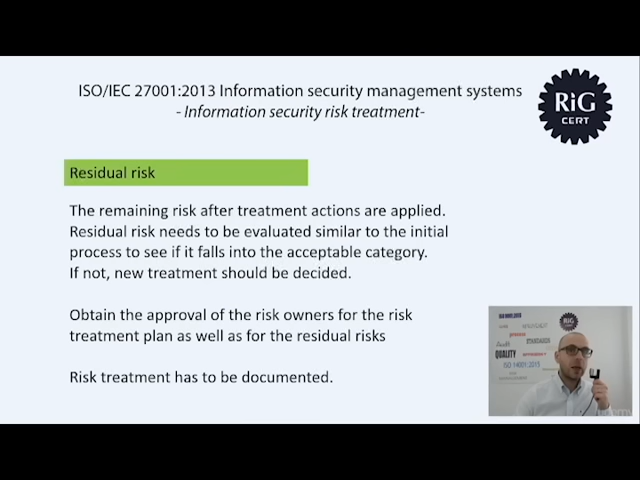 ISO/IEC 27001:2013 Information security management systems
- Information security risk treatment-
RiG
CERT
Residual risk
The remaining risk after treatment actions are applied.
Residual risk needs to be evaluated similar to the initial
process to see if it falls into the acceptable category.
If not, new treatment should be decided.
Obtain the approval of the risk owners for the risk
treatment plan as well as for the residual risks
Risk treatment has to be documented.
RiG
QUALITY
ISO 14001:2015